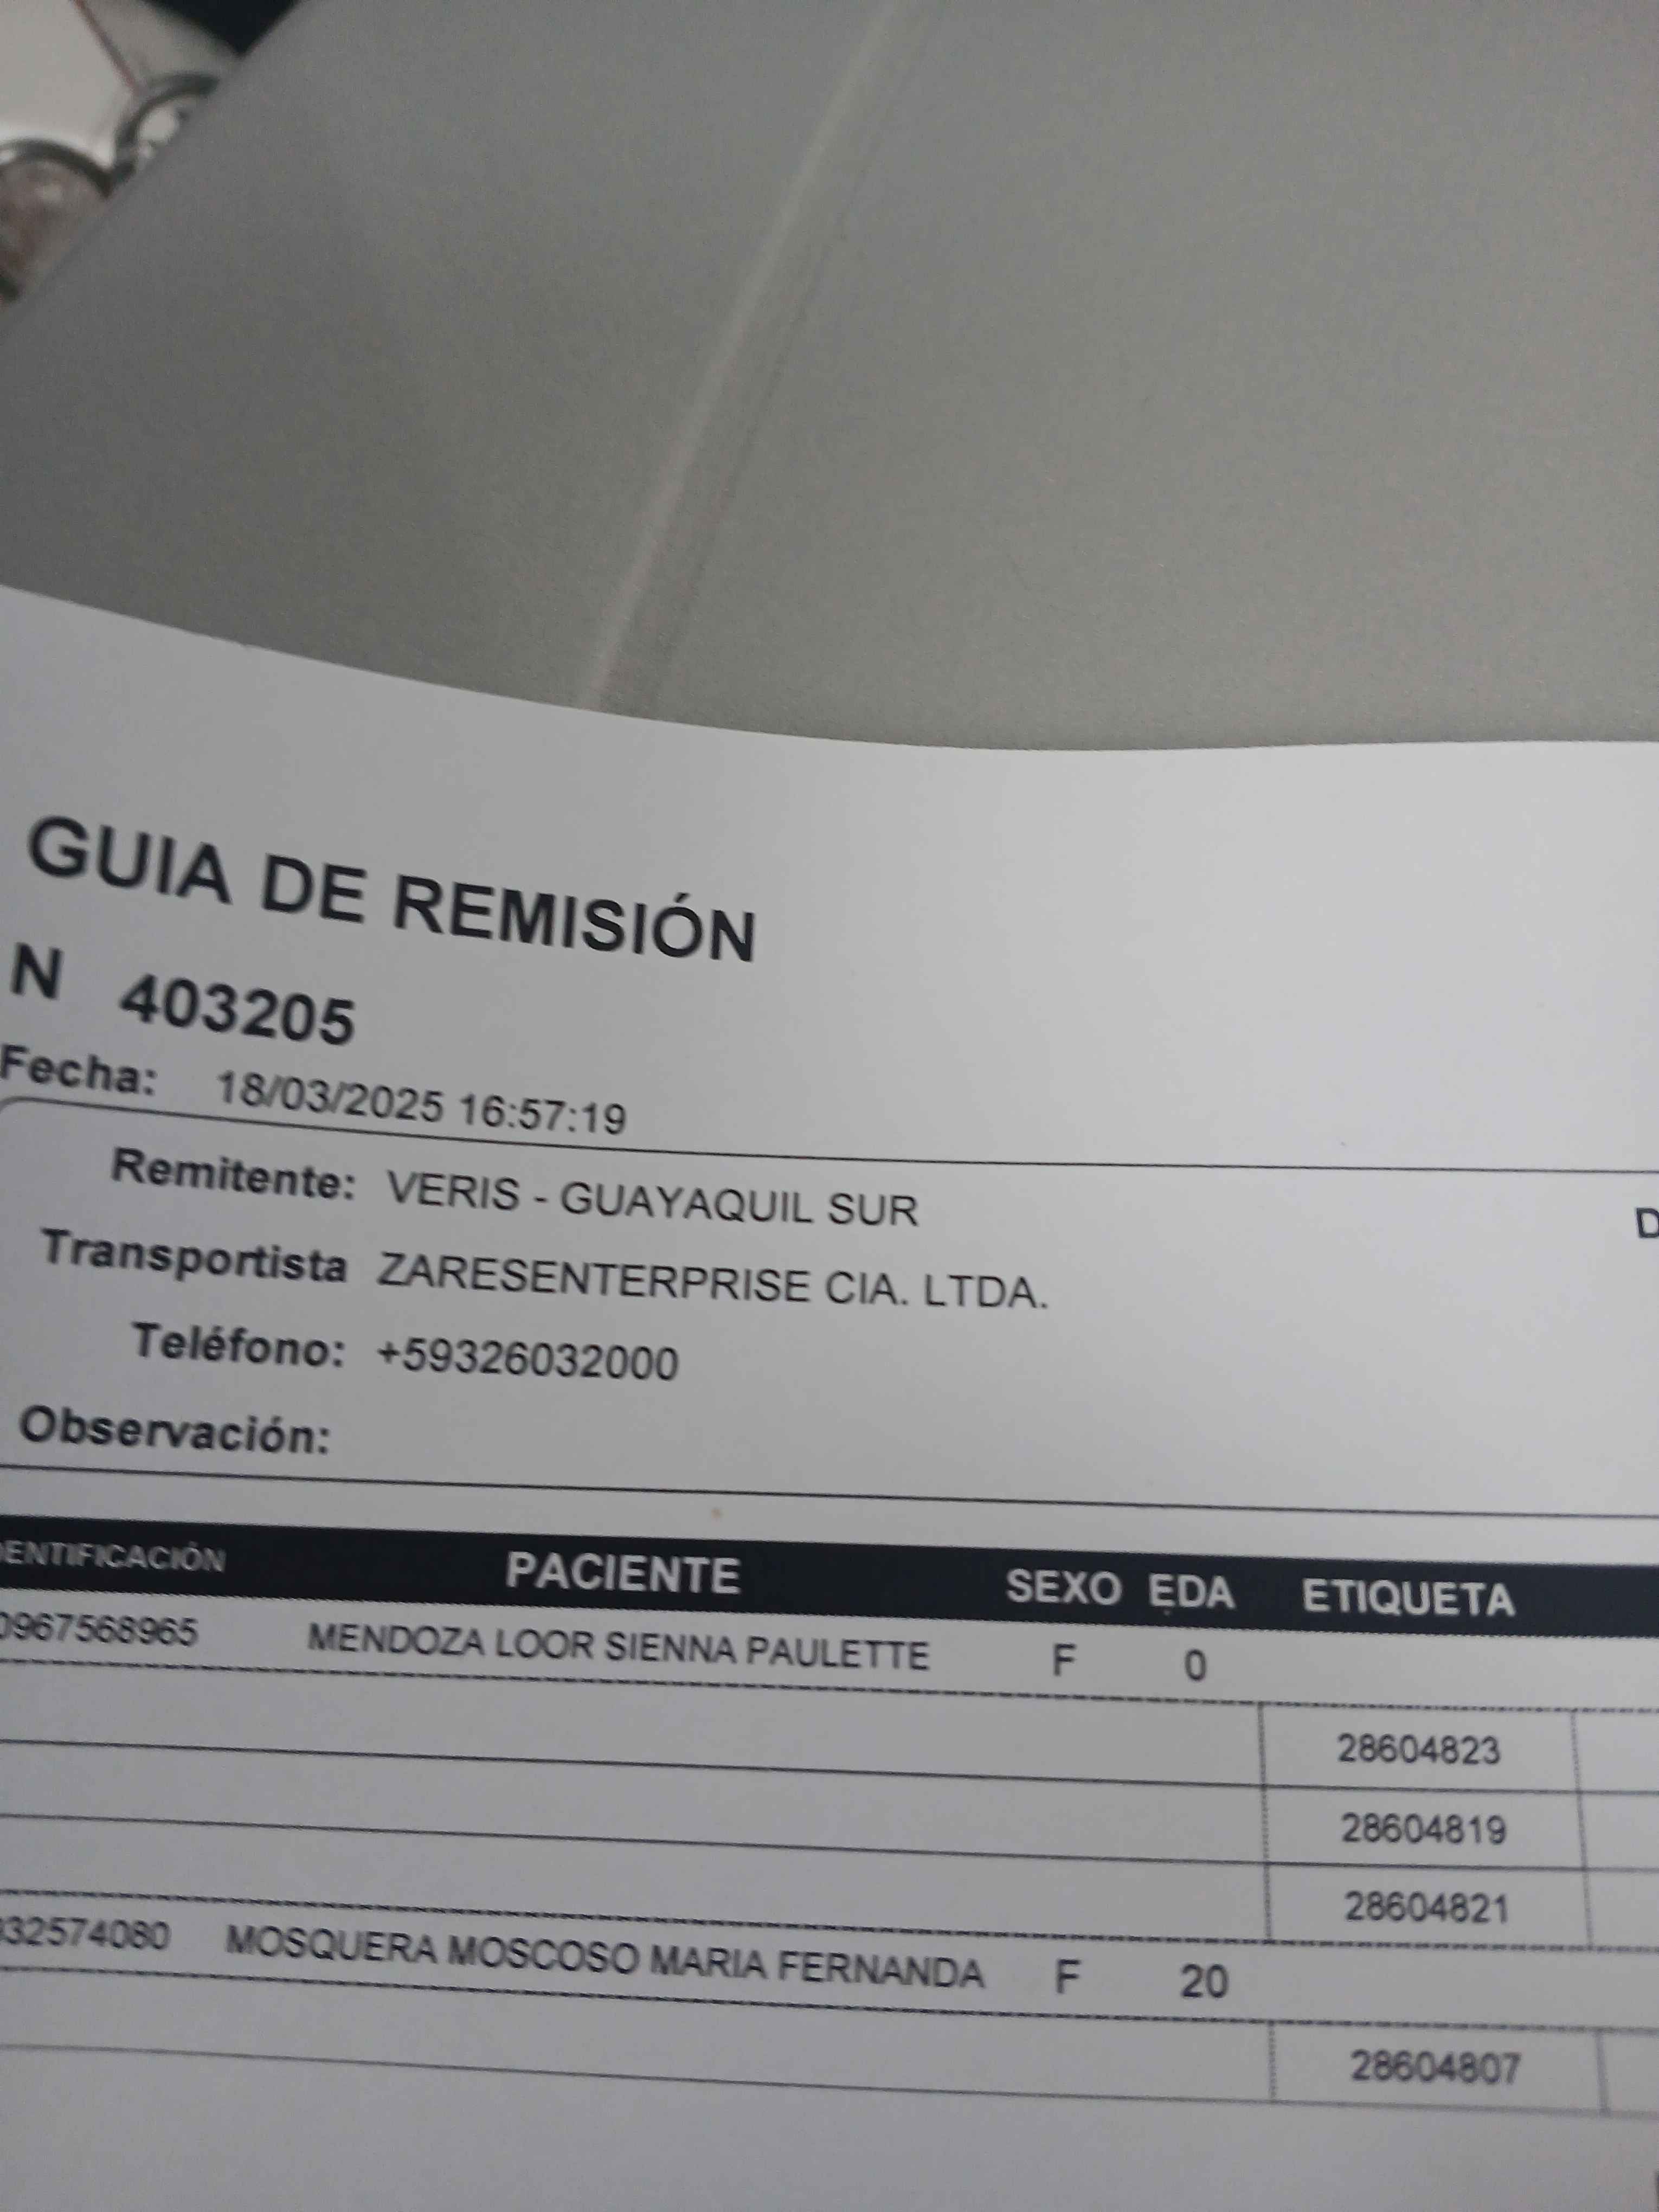 GUIA DE REMISIÓN
N 403205
Fecha: 18/03/2025 16:57:19
Remitente: VERIS - GUAYAQUIL SUR
D
Transportista ZARESENTERPRISE CIA. LTDA.
Teléfono: +59326032000
Observación:
DENTIFICACIÓN PACIENTE SEXO EDA ETIQUETA
0967568965 MENDOZA LOOR SIENNA PAULETTE F 0
28604823
28604819
28604821
932574080 MOSQUERA MOSCOSO MARIA FERNANDA F 20
28604807